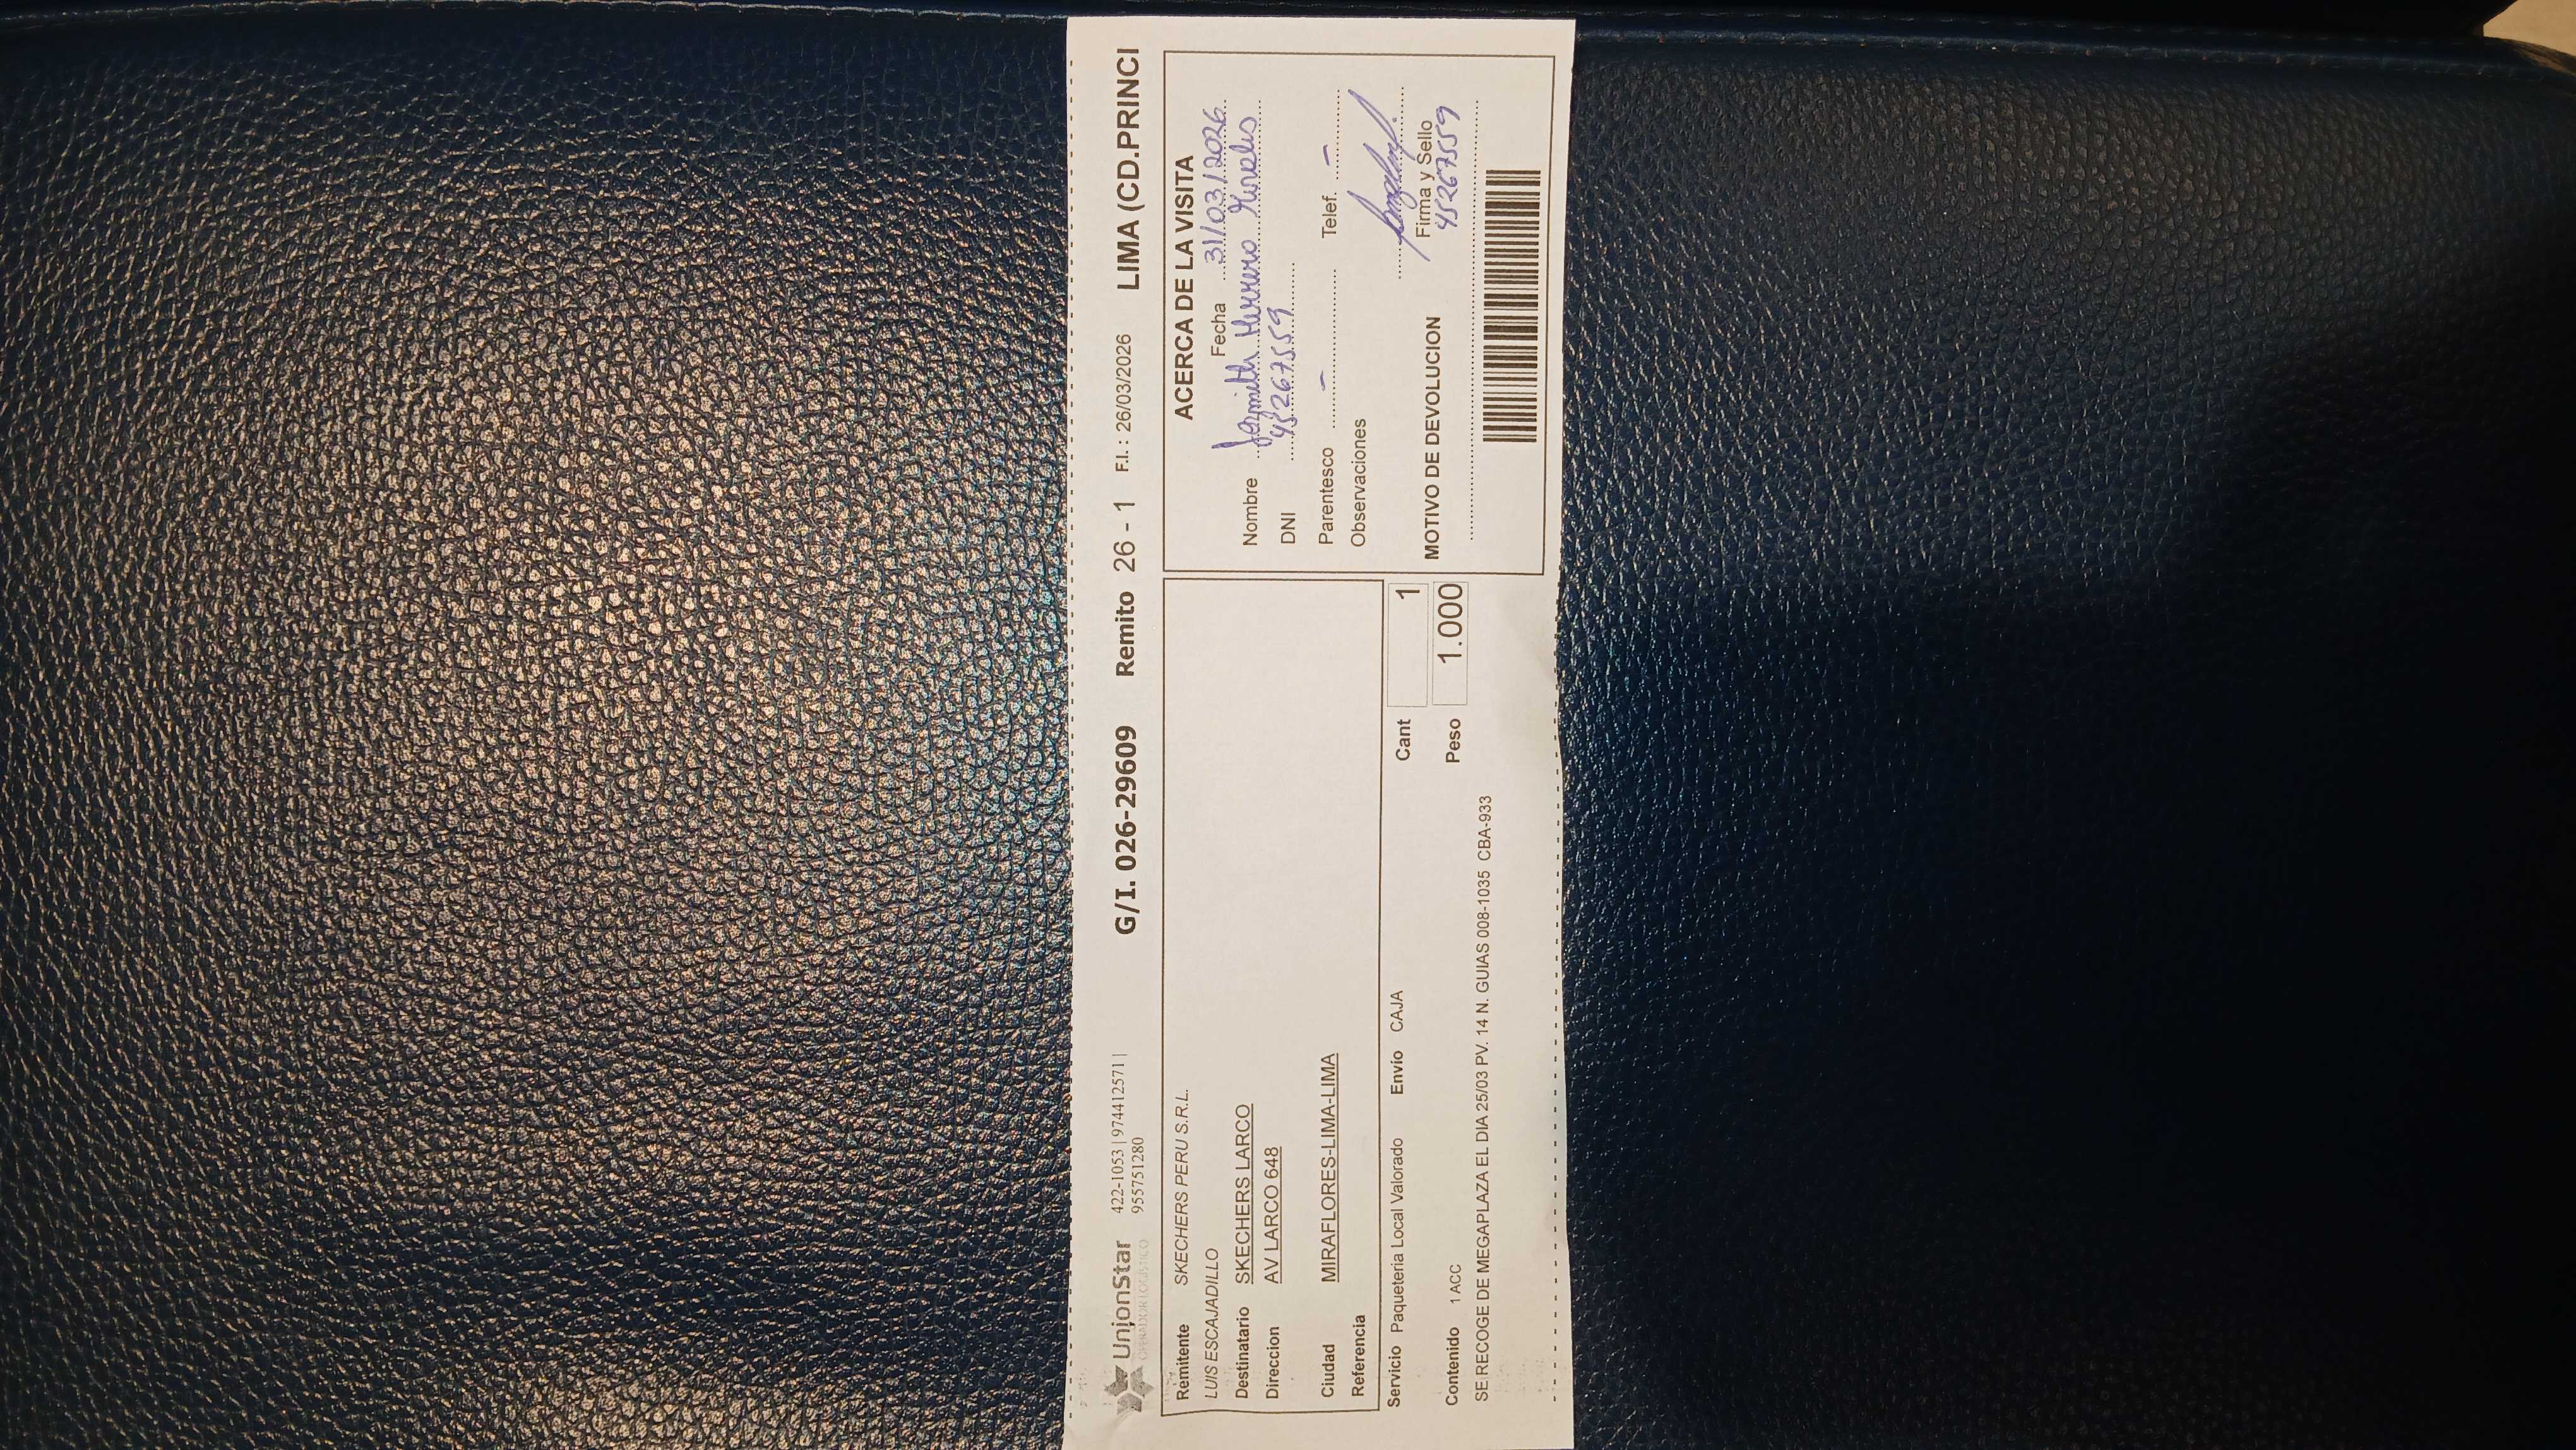 UnionStar 422-1053 | 974412571 | G/I. 026-29609 Remito 26 - 1 F.I. : 26/03/2026 LIMA (CD.PRINCI
OPERADOR LOGISTICO 955751280
Remitente SKECHERS PERU S.R.L.
LUIS ESCAJADILLO
Destinatario SKECHERS LARCO
Direccion AV LARCO 648
Ciudad MIRAFLORES-LIMA-LIMA
Referencia
Servicio Paqueteria Local Valorado Envío CAJA Cant 1
Contenido 1 ACC Peso 1.000
SE RECOGE DE MEGAPLAZA EL DIA 25/03 PV. 14 N. GUIAS 008-1035 CBA-933
ACERCA DE LA VISITA
Fecha 31/03/2026
Nombre Jazmith Herrera
DNI 45267559
Parentesco - Telef. -
Observaciones
Firma y Sello
45267559
MOTIVO DE DEVOLUCION